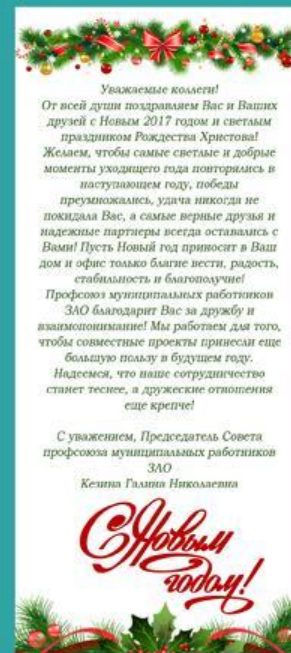 Уважаемые коллеги!
От всей души поздравляем Вас и Ваших
друзей с Новым 2017 годом и светлым
праздником Рождества Христова!
Желаем, чтобы самые светлые и добрые
моменты уходящего года повторялись в
наступающем году, победы
преумножались, удача никогда не
покидала Вас, а самые верные друзья и
надежные партнеры всегда оставались с
Вами! Пусть Новый год приносит в Ваш
дом и офис только благие вести, радость,
стабильность и благополучие!
Профсоюз муниципальных работников
ЗАО благодарит Вас за дружбу и
взаимопонимание! Мы работаем для того,
чтобы совместные проекты принесли еще
большую пользу в будущем году.
Надеемся, что наше сотрудничество
станет теснее, а дружеские отношения
еще крепче!
С уважением, Председатель Совета
профсоюза муниципальных работников
ЗАО
Кезина Галина Николаевна
С Новым
годом!